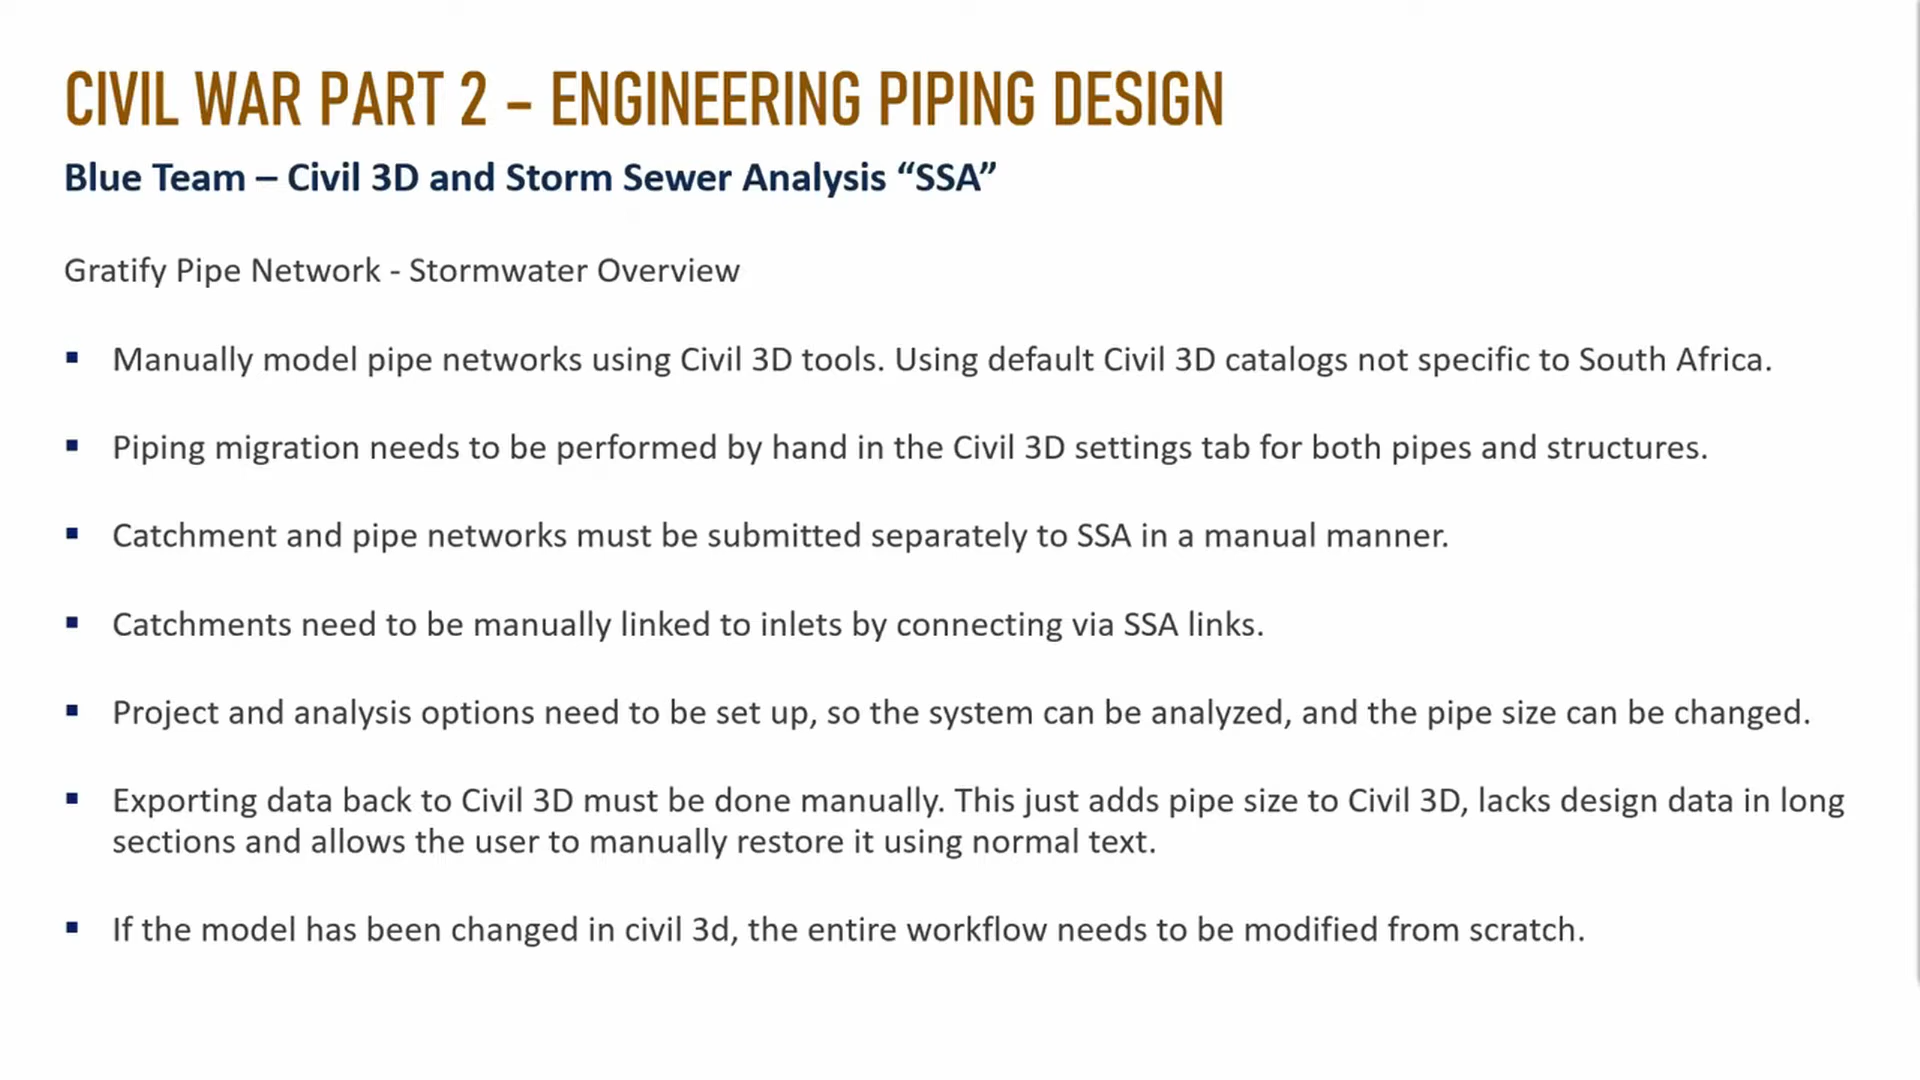 CIVIL WAR PART 2 – ENGINEERING PIPING DESIGN
Blue Team – Civil 3D and Storm Sewer Analysis “SSA”
Gratify Pipe Network - Stormwater Overview
▪ Manually model pipe networks using Civil 3D tools. Using default Civil 3D catalogs not specific to South Africa.
▪ Piping migration needs to be performed by hand in the Civil 3D settings tab for both pipes and structures.
▪ Catchment and pipe networks must be submitted separately to SSA in a manual manner.
▪ Catchments need to be manually linked to inlets by connecting via SSA links.
▪ Project and analysis options need to be set up, so the system can be analyzed, and the pipe size can be changed.
▪ Exporting data back to Civil 3D must be done manually. This just adds pipe size to Civil 3D, lacks design data in long
sections and allows the user to manually restore it using normal text.
▪ If the model has been changed in civil 3d, the entire workflow needs to be modified from scratch.